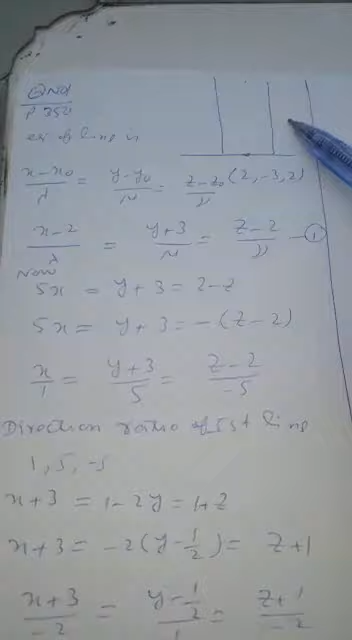 Q No 1
P 352
eq: of line is
x-x₀/λ = y-y₀/μ = z-z₀/ν (2,-3,2)
x-2/λ = y+3/μ = z-2/ν — ①
Now
5x = y+3 = 2-z
5x = y+3 = -(z-2)
x/1 = y+3/5 = z-2/-5
Direction ratio of 1st line
1, 5, -5
x+3 = 1-2y = 1+z
x+3 = -2(y-1/2) = z+1
x+3/-2 = y-1/2/1 = z+1/-2